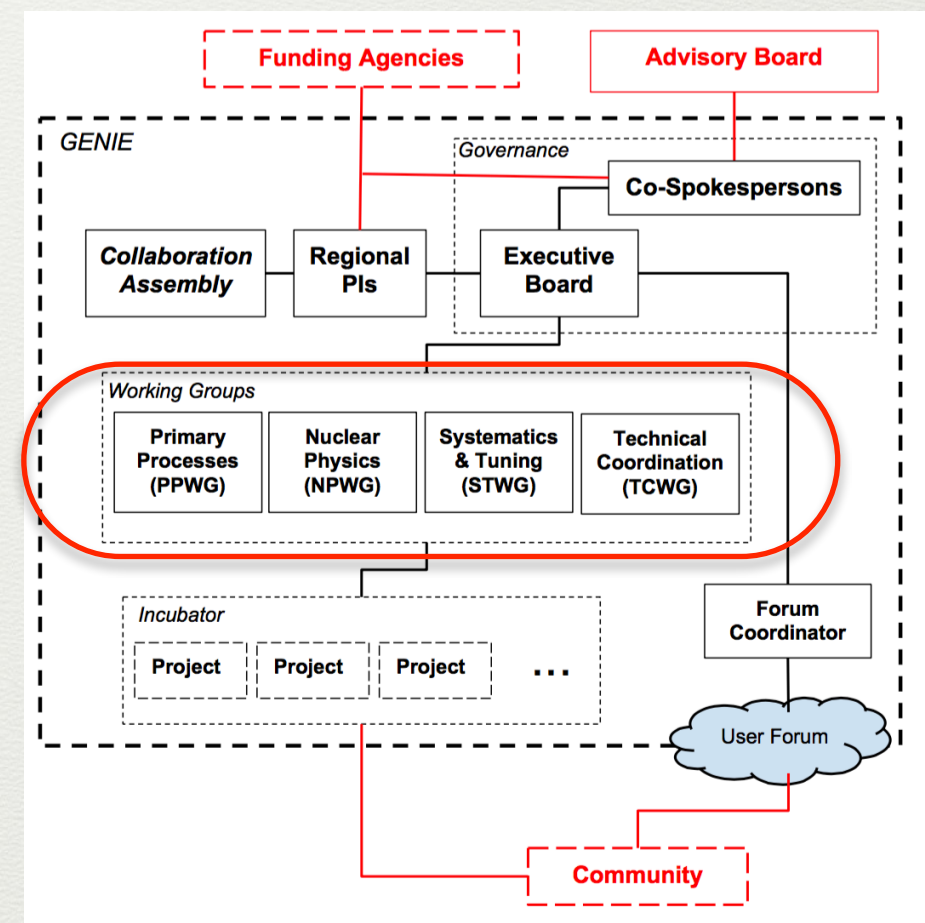 Funding Agencies
Advisory Board
GENIE
Governance
Co-Spokespersons
Collaboration
Assembly
Regional
PIs
Executive
Board
Working Groups
Primary
Processes
(PPWG)
Nuclear
Physics
(NPWG)
Systematics
& Tuning
(STWG)
Technical
Coordination
(TCWG)
Incubator
Project
Project
Project
...
Forum
Coordinator
User Forum
Community